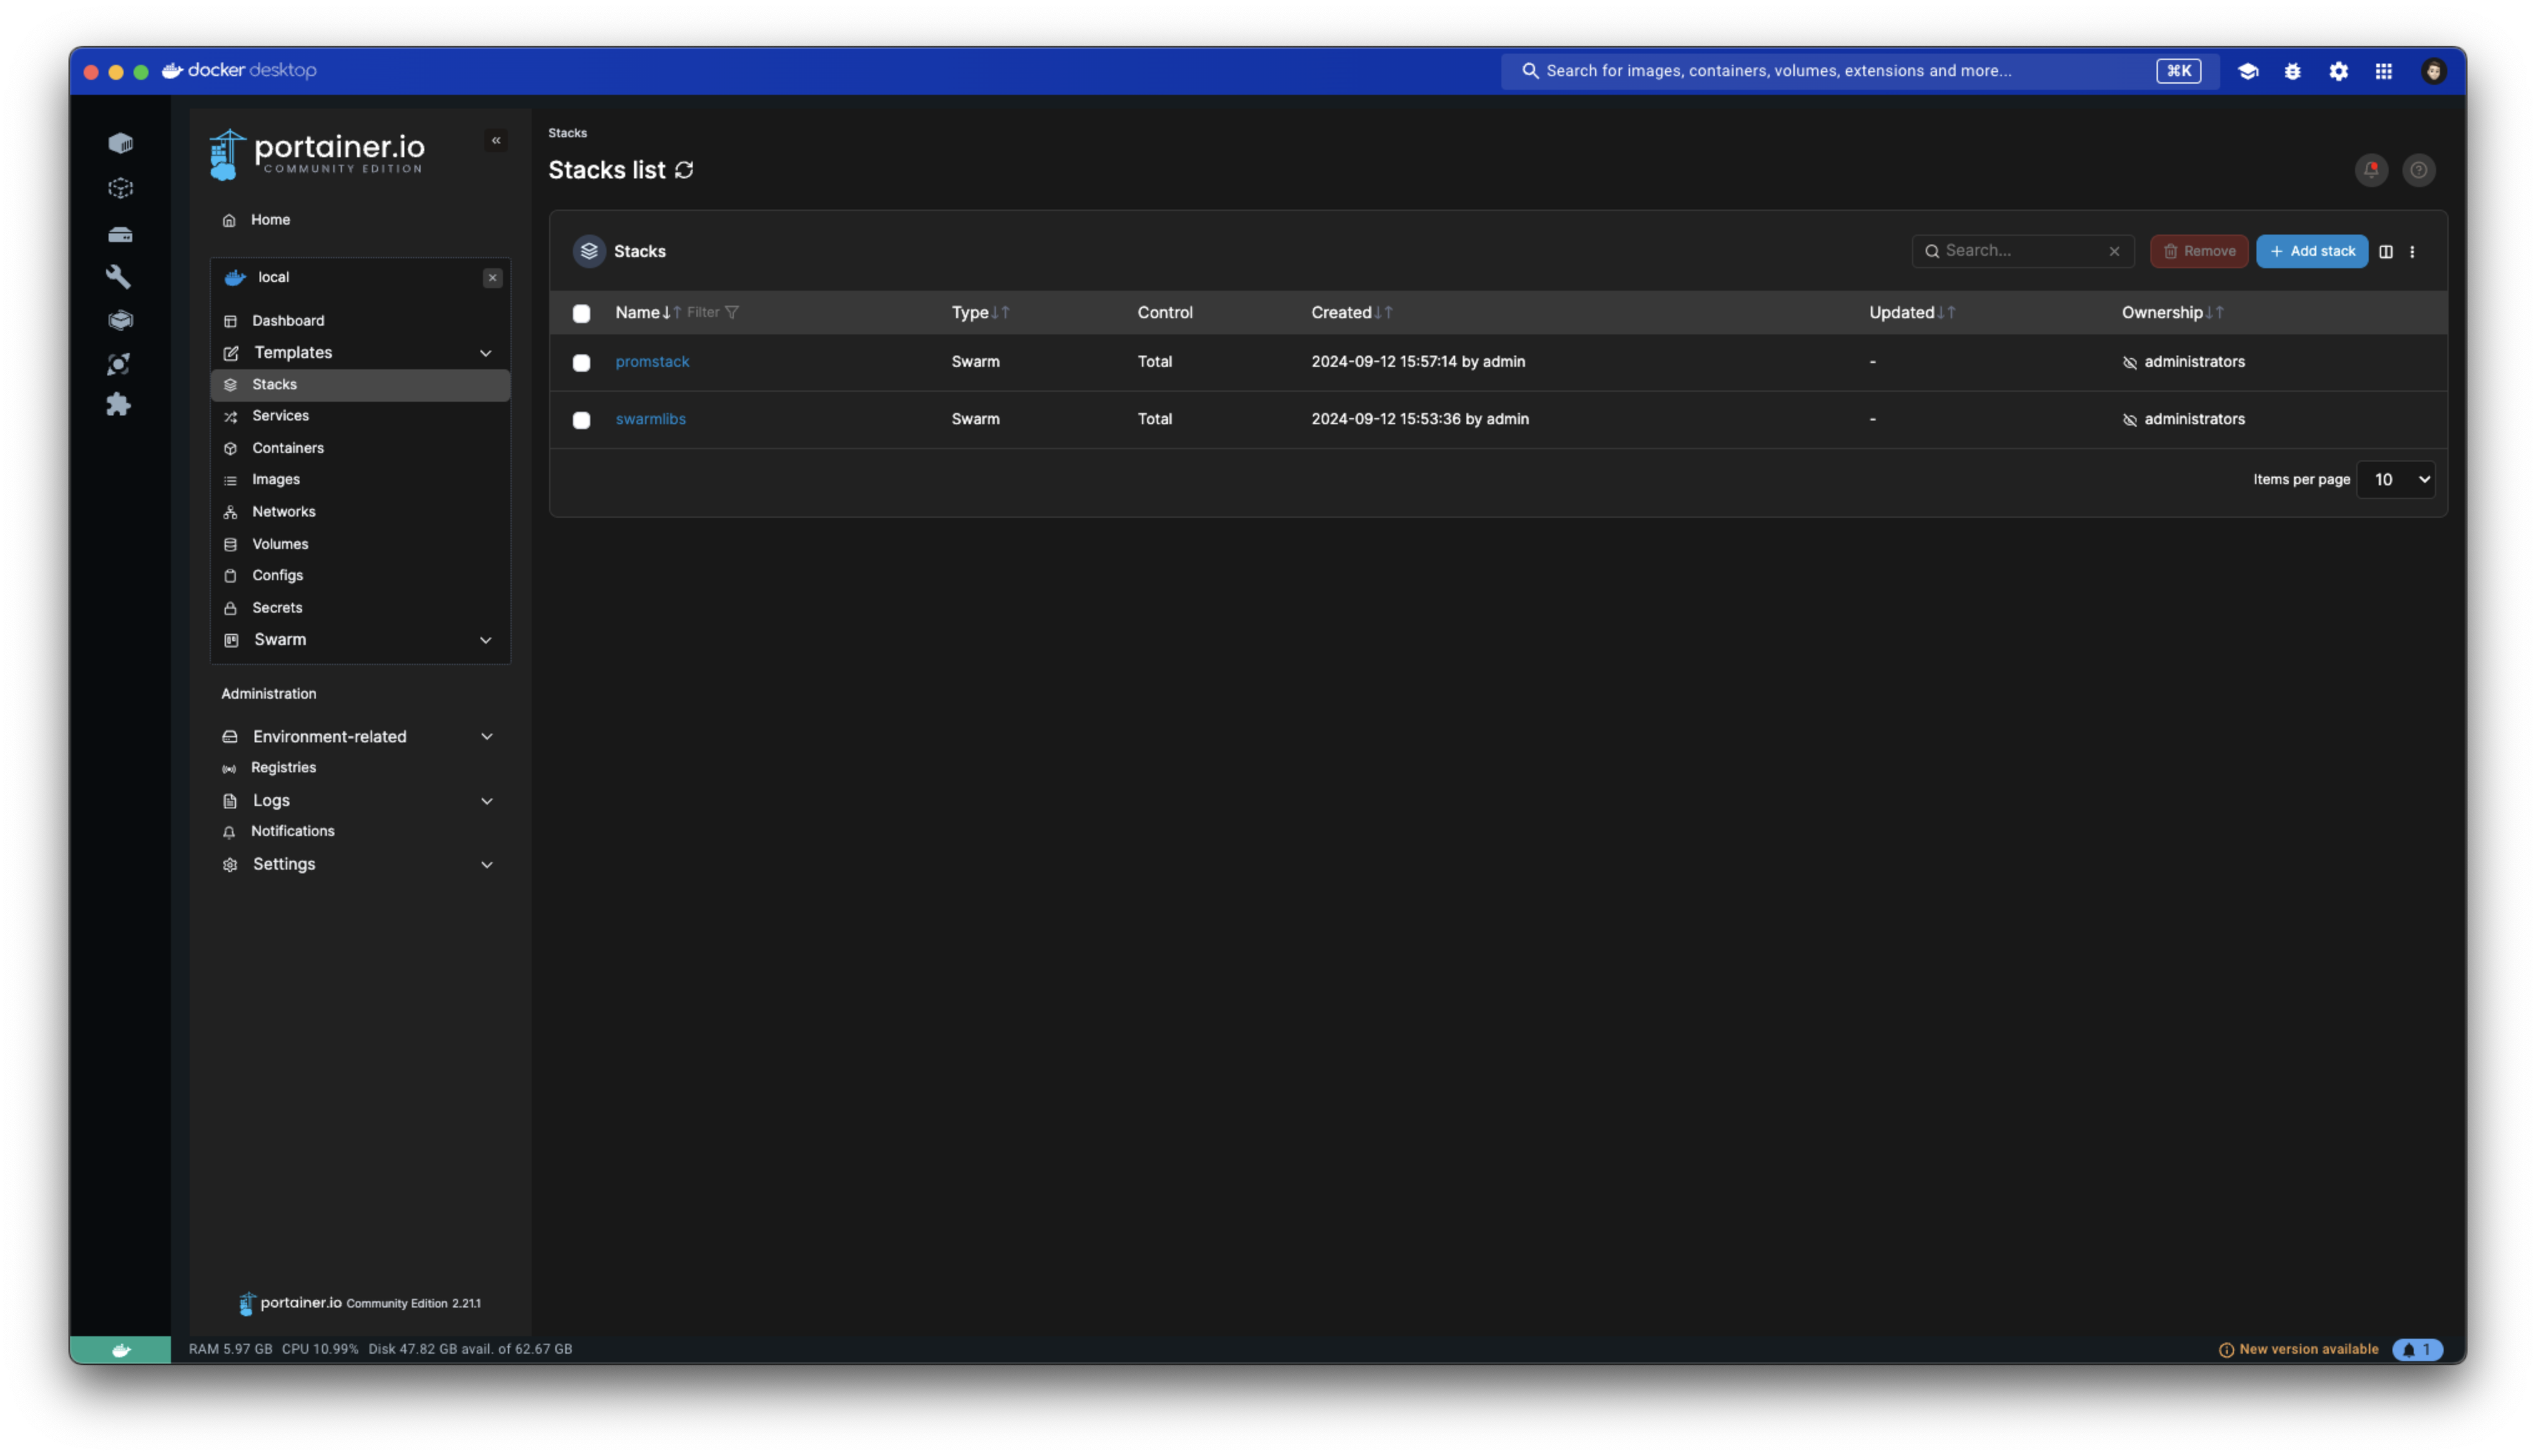 docker desktop
Search for images, containers, volumes, extensions and more...
⌘K
portainer.io
COMMUNITY EDITION
Home
local
Dashboard
Templates
Stacks
Services
Containers
Images
Networks
Volumes
Configs
Secrets
Swarm
Administration
Environment-related
Registries
Logs
Notifications
Settings
portainer.io Community Edition 2.21.1
Stacks
Stacks list
Stacks
Search...
Remove
Add stack
Name Filter Type Control Created Updated Ownership
promstack Swarm Total 2024-09-12 15:57:14 by admin - administrators
swarmlibs Swarm Total 2024-09-12 15:53:36 by admin - administrators
Items per page 10
RAM 5.97 GB CPU 10.99% Disk 47.82 GB avail. of 62.67 GB
New version available
1